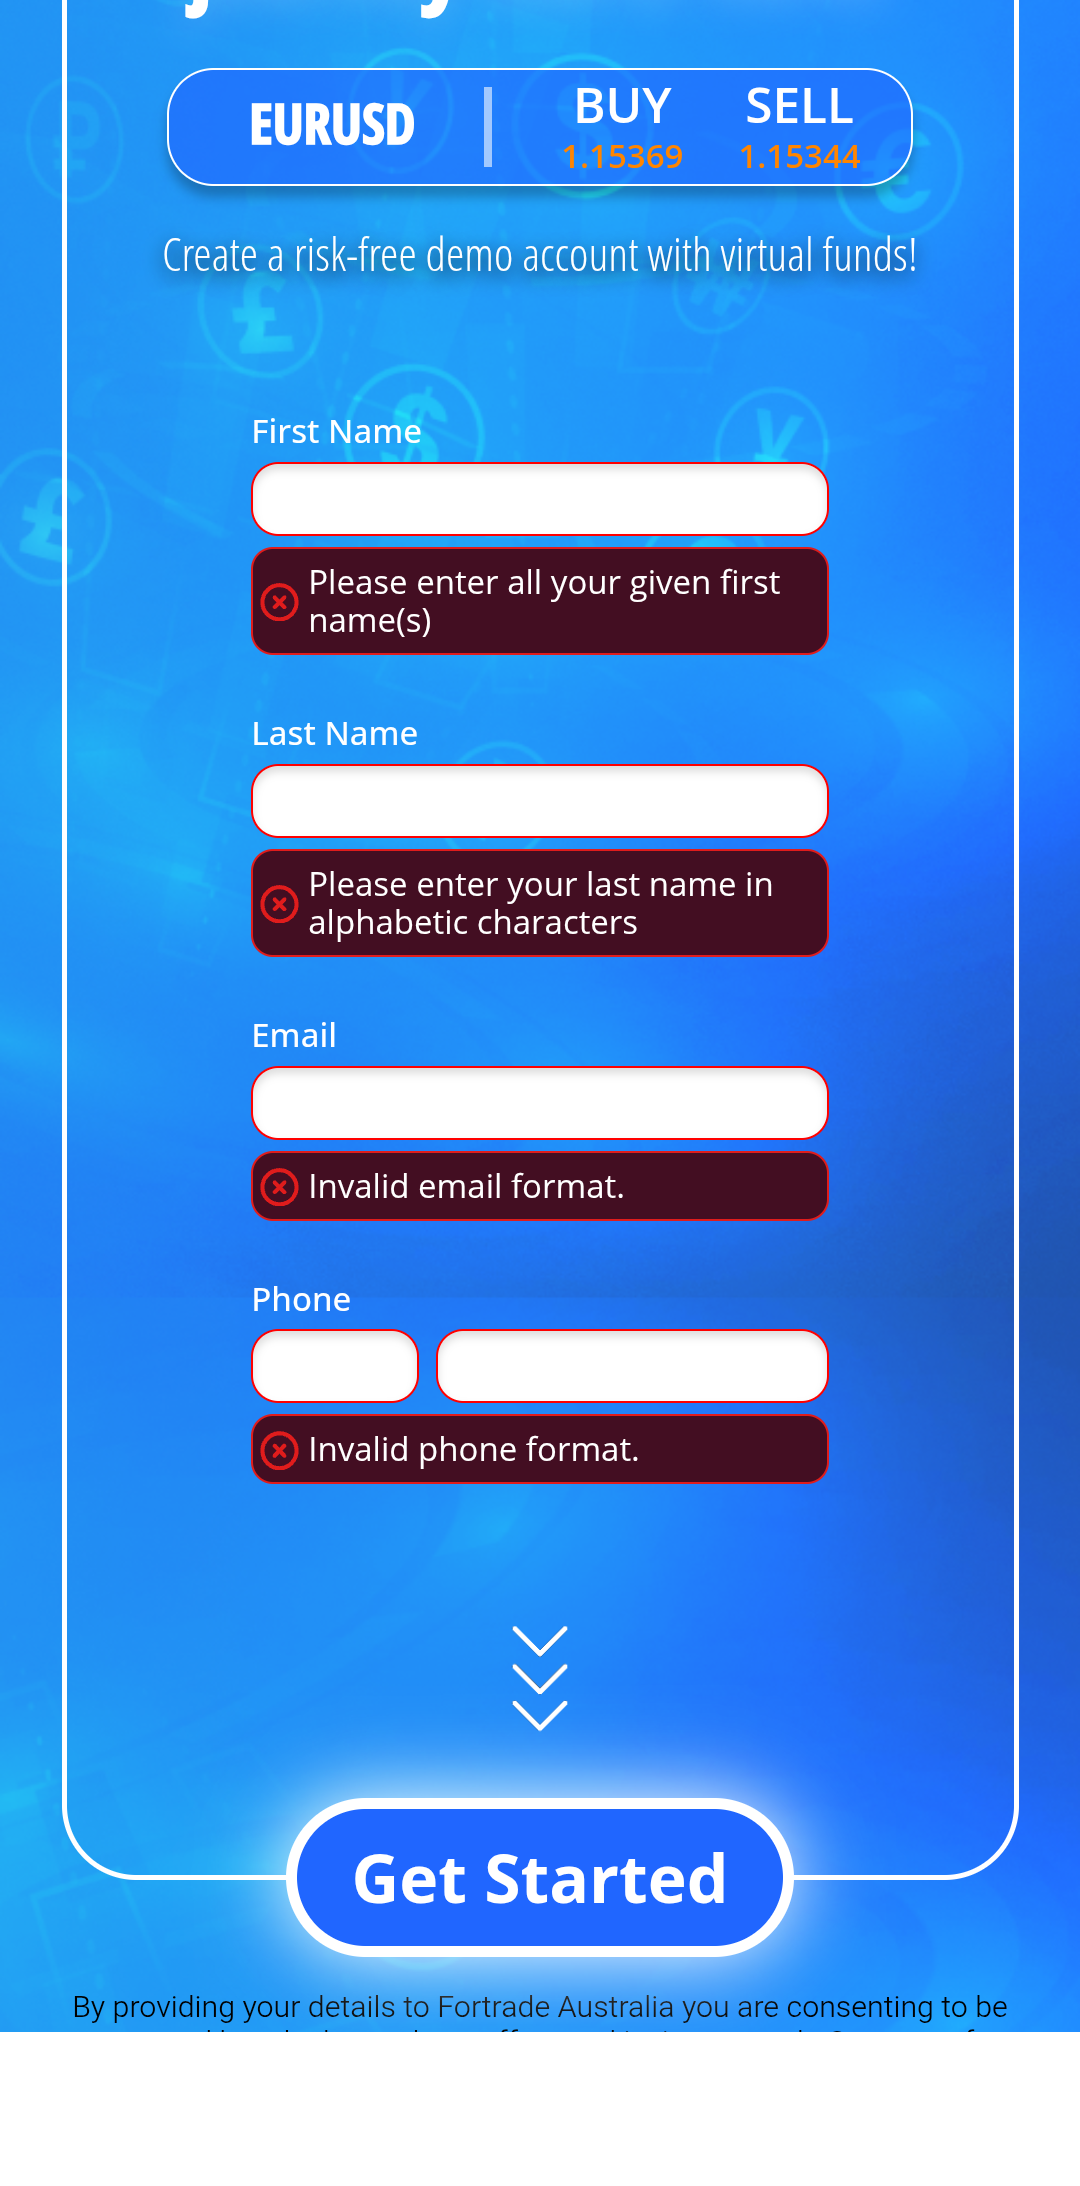 EURUSD
BUY
SELL
1.15369
1.15344
Create a risk-free demo account with virtual funds!
First Name
Please enter all your given first
name(s)
Last Name
Please enter your last name in
alphabetic characters
Email
Invalid email format.
Phone
Invalid phone format.
Get Started
By providing your details to Fortrade Australia you are consenting to be